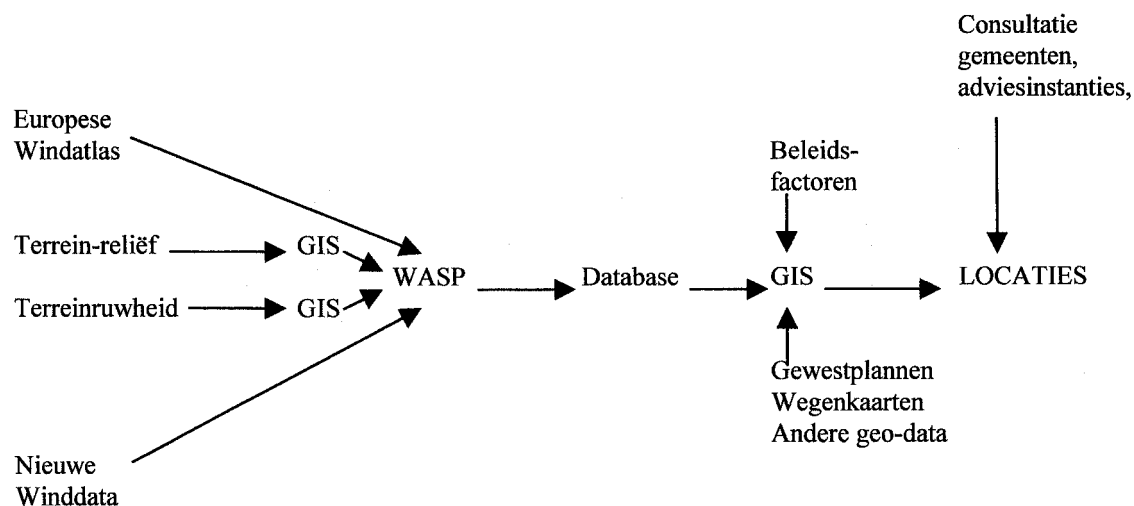 Consultatie
gemeenten,
adviesinstanties,
Europese
Windatlas
Beleids-
factoren
Terrein-reliëf
GIS
WASP
Database
GIS
LOCATIES
Terreinruwheid
GIS
Gewestplannen
Wegenkaarten
Andere geo-data
Nieuwe
Winddata